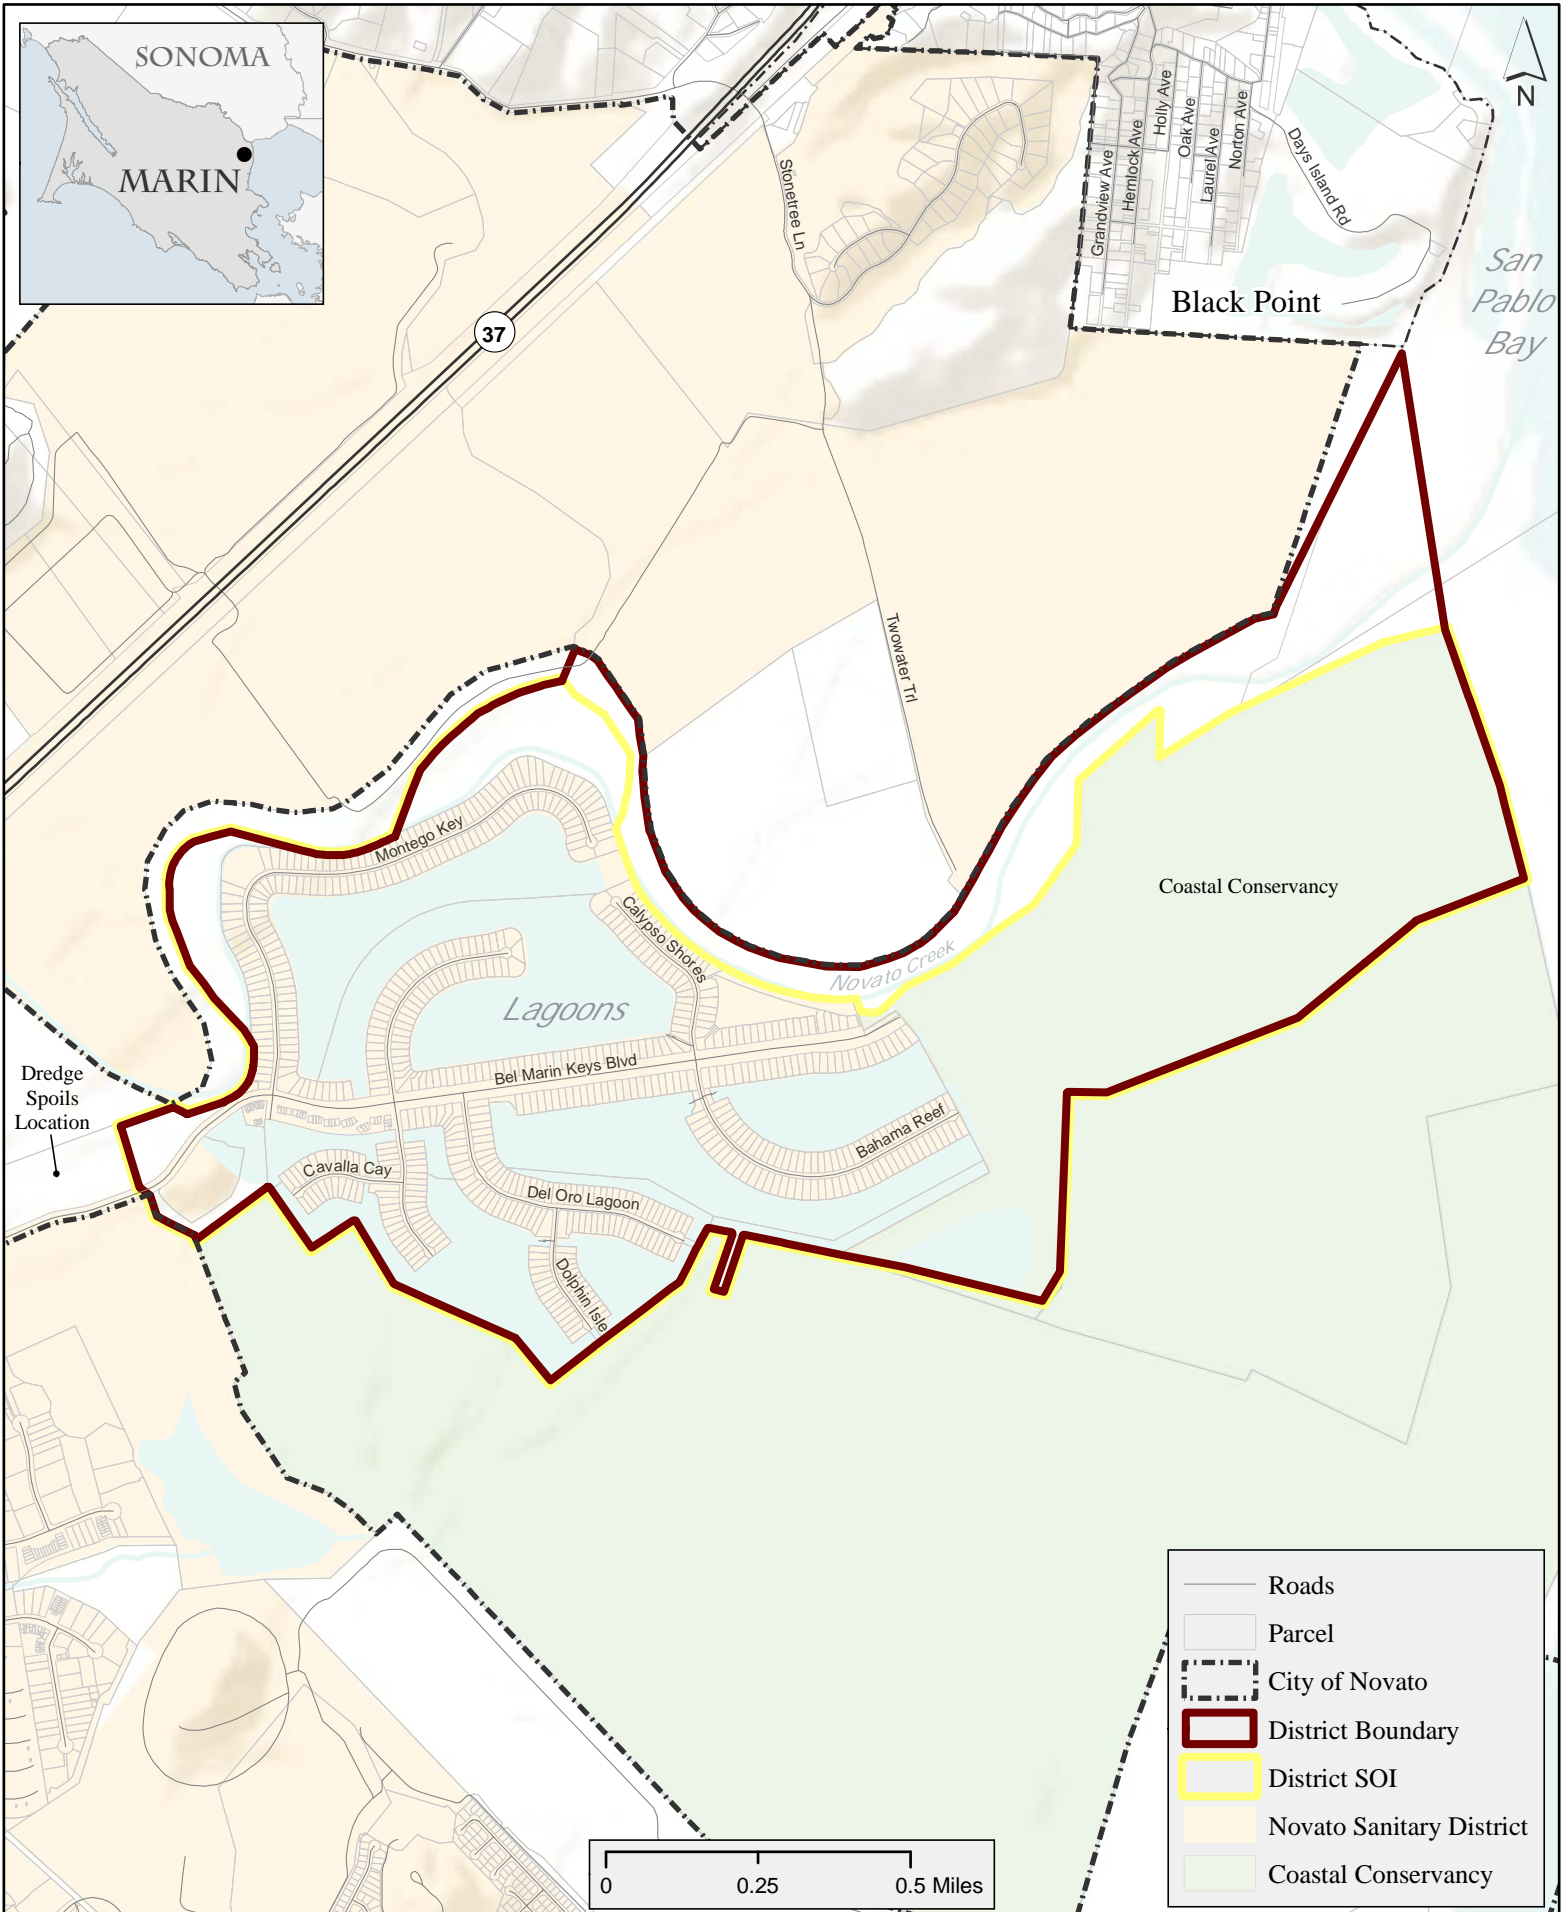 SONOMA
MARIN
N
Stonetree Ln
Grandview Ave
Hemlock Ave
Holly Ave
Oak Ave
Laurel Ave
Norton Ave
Days Island Rd
San
Pablo
Bay
Black Point
37
Twowater Trl
Montego Key
Calypso Shores
Coastal Conservancy
Novato Creek
Lagoons
Bel Marin Keys Blvd
Dredge
Spoils
Location
Bahama Reef
Cavalla Cay
Del Oro Lagoon
Dolphin Isle
Roads
Parcel
City of Novato
District Boundary
District SOI
Novato Sanitary District
Coastal Conservancy
0 0.25 0.5 Miles